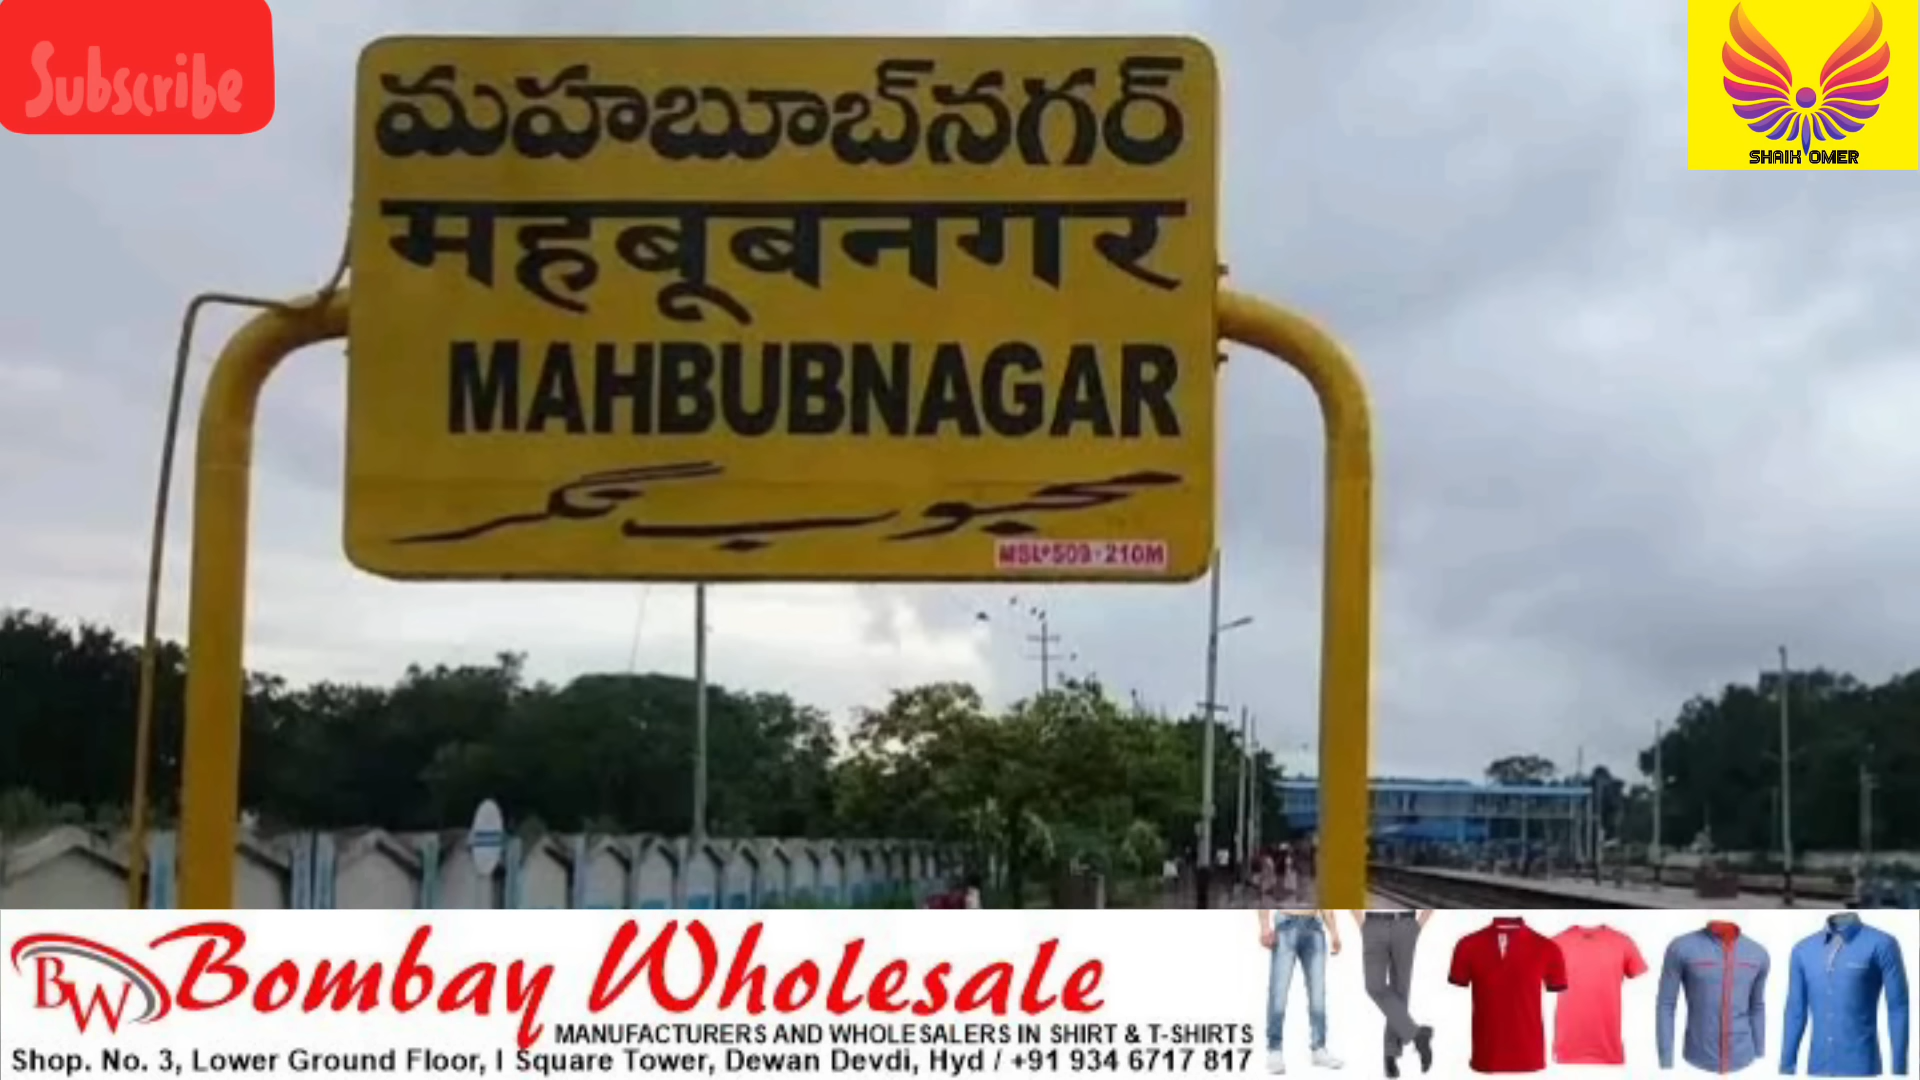 Subscribe
SHAIK OMER
మహబూబ్‌నగర్
महबूबनगर
MAHBUBNAGAR
محبوب نگر
MSL-509-210M
BW Bombay Wholesale
MANUFACTURERS AND WHOLESALERS IN SHIRT & T-SHIRTS
Shop. No. 3, Lower Ground Floor, I Square Tower, Dewan Devdi, Hyd / +91 934 6717 817